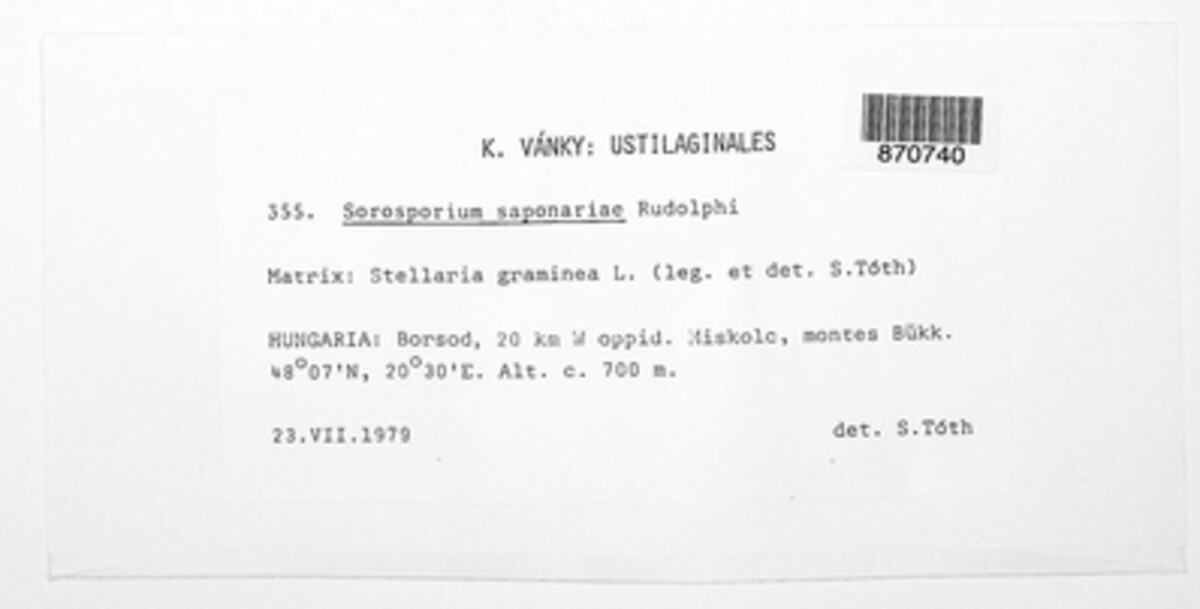 K. VÁNKY: USTILAGINALES
870740
355. Sorosporium saponariae Rudolphi
Matrix: Stellaria graminea L. (leg. et det. S.Tóth)
HUNGARIA: Borsod, 20 km W oppid. Miskolc, montes Bükk.
48°07'N, 20°30'E. Alt. c. 700 m.
23.VII.1979
det. S.Tóth